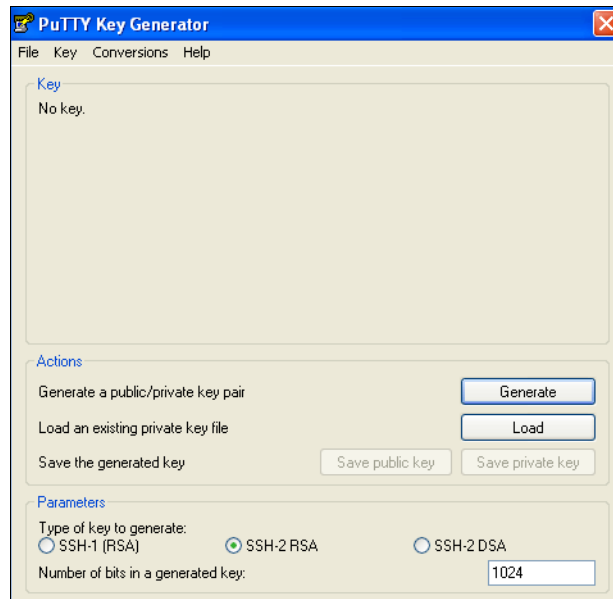 PuTTY Key Generator
File Key Conversions Help
Key
No key.
Actions
Generate a public/private key pair Generate
Load an existing private key file Load
Save the generated key Save public key Save private key
Parameters
Type of key to generate:
SSH-1 (RSA) SSH-2 RSA SSH-2 DSA
Number of bits in a generated key: 1024